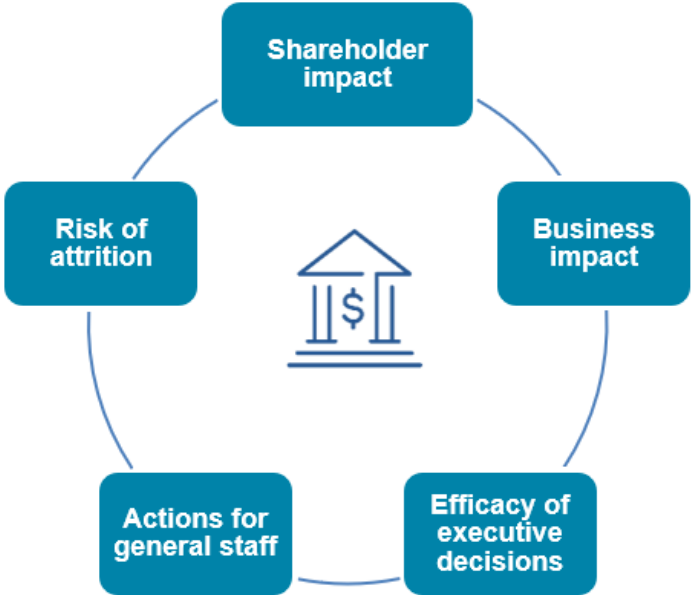 Shareholder
impact
Risk of
attrition
Business
impact
$
Actions for
general staff
Efficacy of
executive
decisions